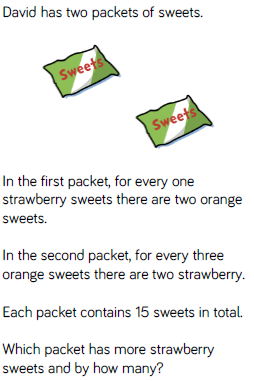 David has two packets of sweets.
Sweets
Sweets
In the first packet, for every one
strawberry sweets there are two orange
sweets.
In the second packet, for every three
orange sweets there are two strawberry.
Each packet contains 15 sweets in total.
Which packet has more strawberry
sweets and by how many?